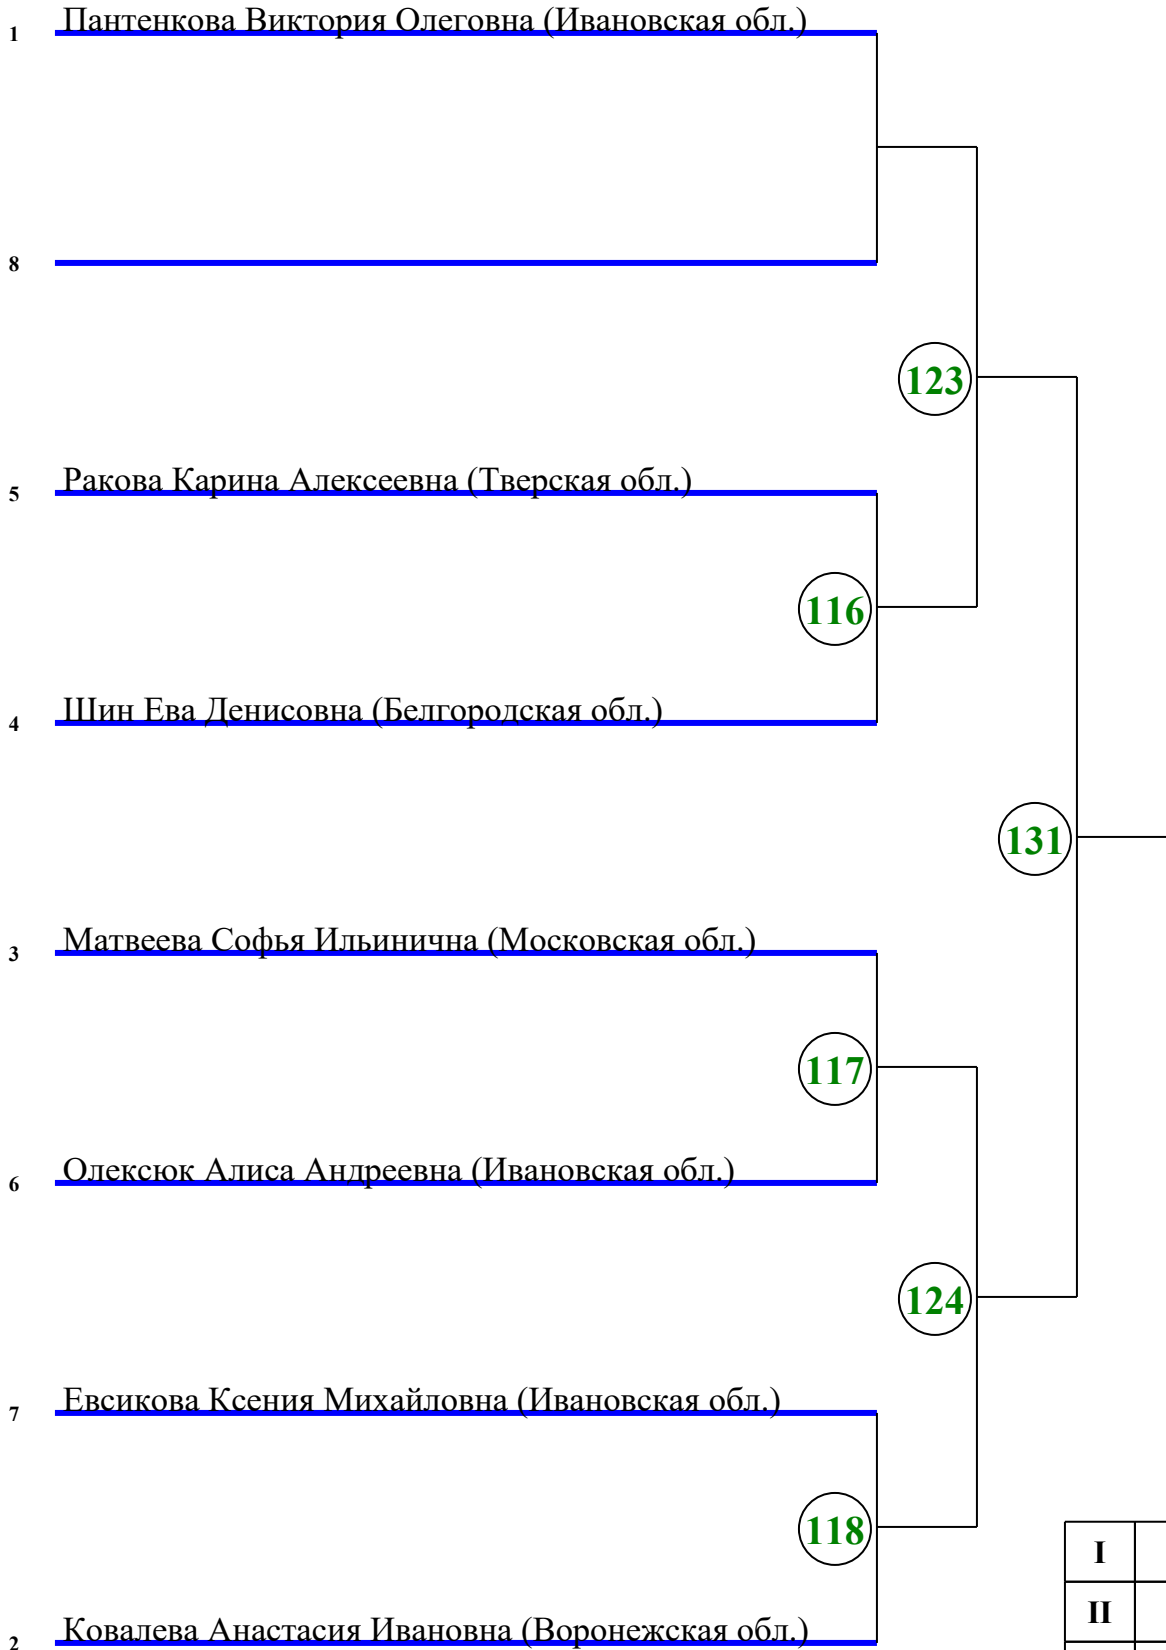 1 Пантенкова Виктория Олеговна (Ивановская обл.)
8
123
5 Ракова Карина Алексеевна (Тверская обл.)
116
4 Шин Ева Денисовна (Белгородская обл.)
131
3 Матвеева Софья Ильинична (Московская обл.)
117
6 Олексюк Алиса Андреевна (Ивановская обл.)
124
7 Евсикова Ксения Михайловна (Ивановская обл.)
118
I
II
2 Ковалева Анастасия Ивановна (Воронежская обл.)